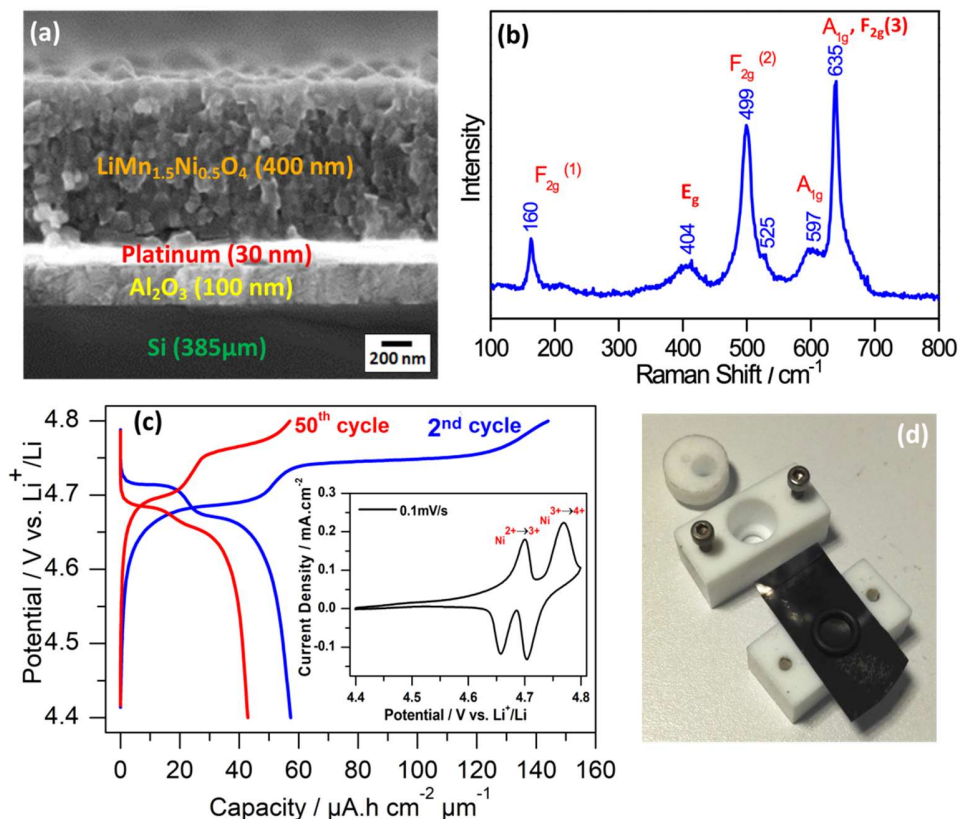 (a)
LiMn1.5Ni0.5O4 (400 nm)
Platinum (30 nm)
Al2O3 (100 nm)
Si (385μm)
200 nm
(b)
Intensity
F2g (1)
160
Eg
404
F2g (2)
499
525
A1g
597
A1g, F2g(3)
635
100 200 300 400 500 600 700 800
Raman Shift / cm-1
(c)
50th cycle
2nd cycle
Potential / V vs. Li+/Li
4.8
4.7
4.6
4.5
4.4
0 20 40 60 80 100 120 140 160
Capacity / μA.h cm-2 μm-1
Current Density / mA.cm-2
0.3
0.2
0.1
0.0
-0.1
0.1mV/s
Ni2+→3+
Ni3+→4+
4.4 4.5 4.6 4.7 4.8
Potential / V vs. Li+/Li
(d)